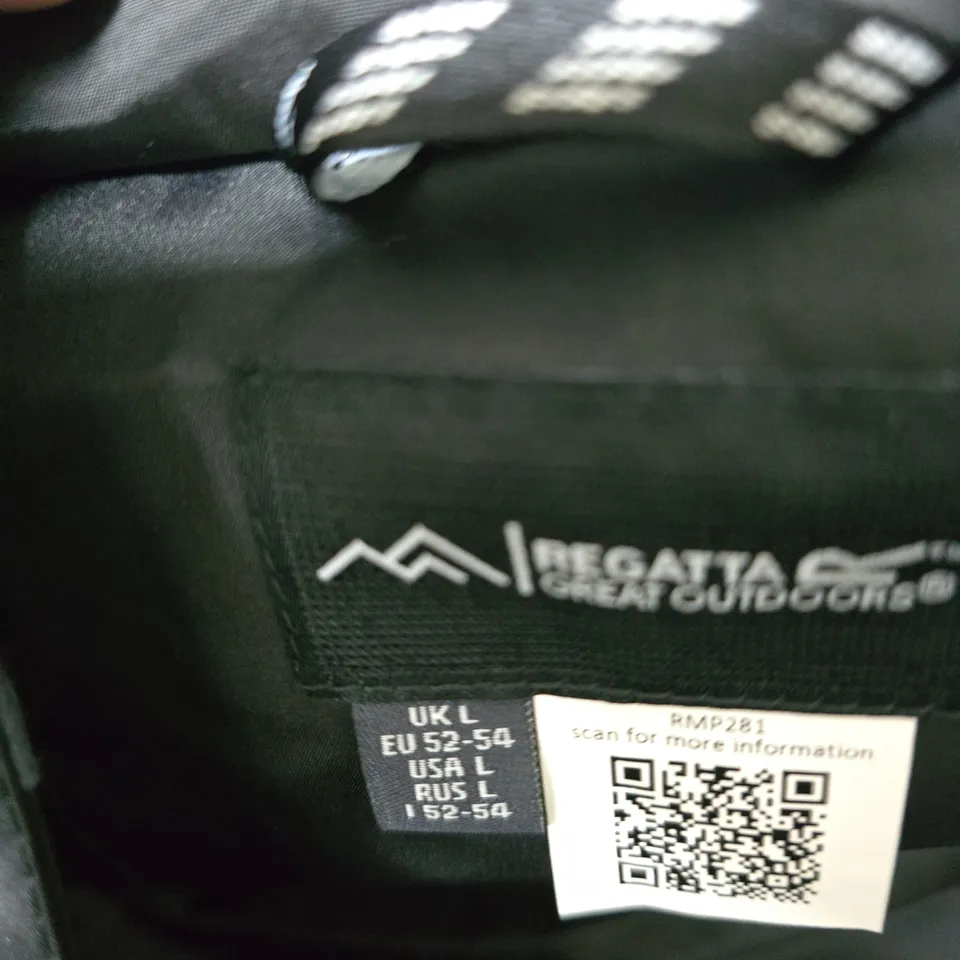 REGATTA
GREAT OUTDOORS®
UK L
EU 52-54
USA L
RUS L
I 52-54
RMP281
scan for more information